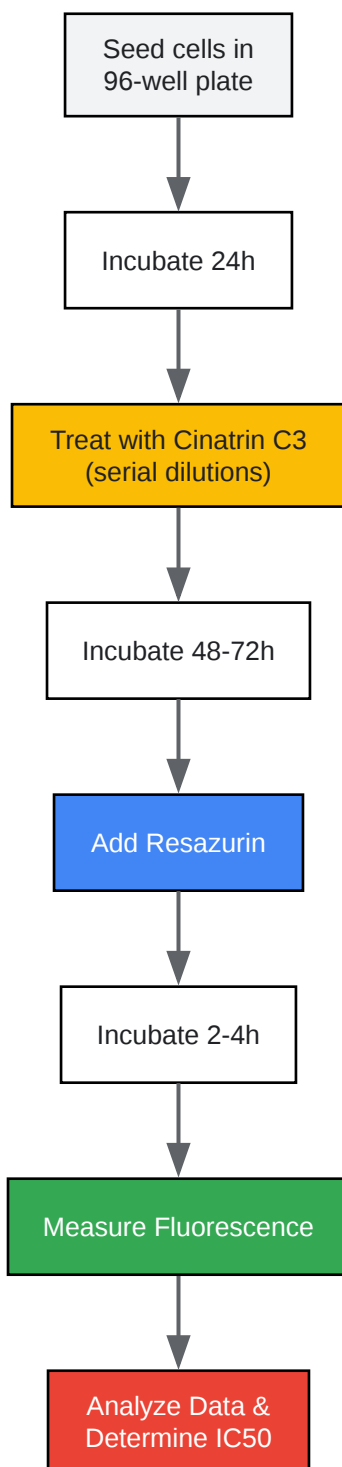 Seed cells in
96-well plate
Incubate 24h
Treat with Cinatrin C3
(serial dilutions)
Incubate 48-72h
Add Resazurin
Incubate 2-4h
Measure Fluorescence
Analyze Data &
Determine IC50